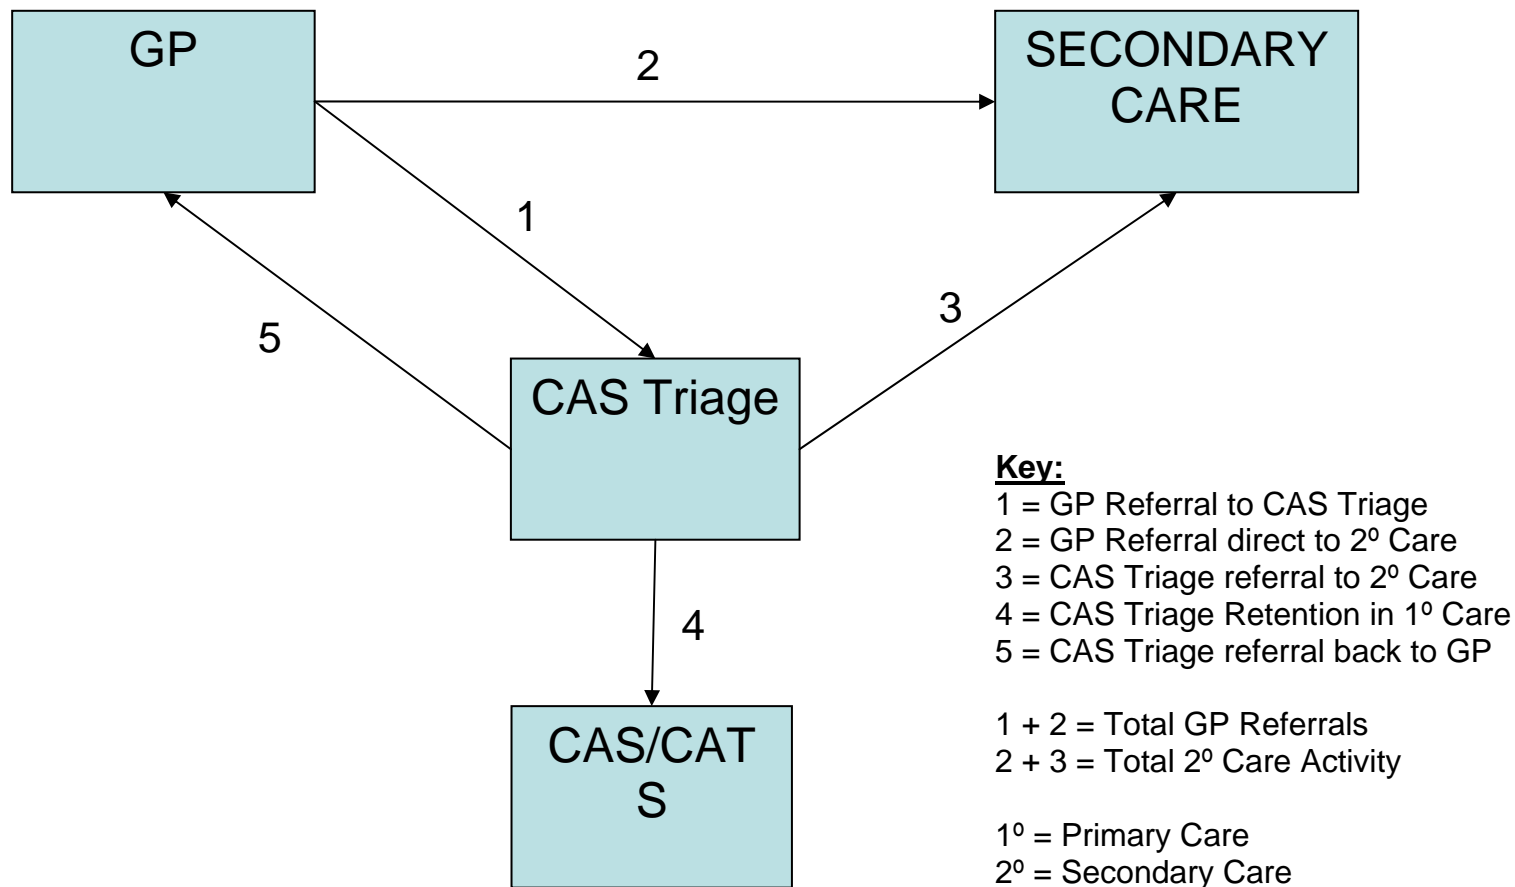 GP
2
SECONDARY
CARE
1
5
3
CAS Triage
4
CAS/CAT
S
Key:
1 = GP Referral to CAS Triage
2 = GP Referral direct to 2º Care
3 = CAS Triage referral to 2º Care
4 = CAS Triage Retention in 1º Care
5 = CAS Triage referral back to GP
1 + 2 = Total GP Referrals
2 + 3 = Total 2º Care Activity
1º = Primary Care
2º = Secondary Care